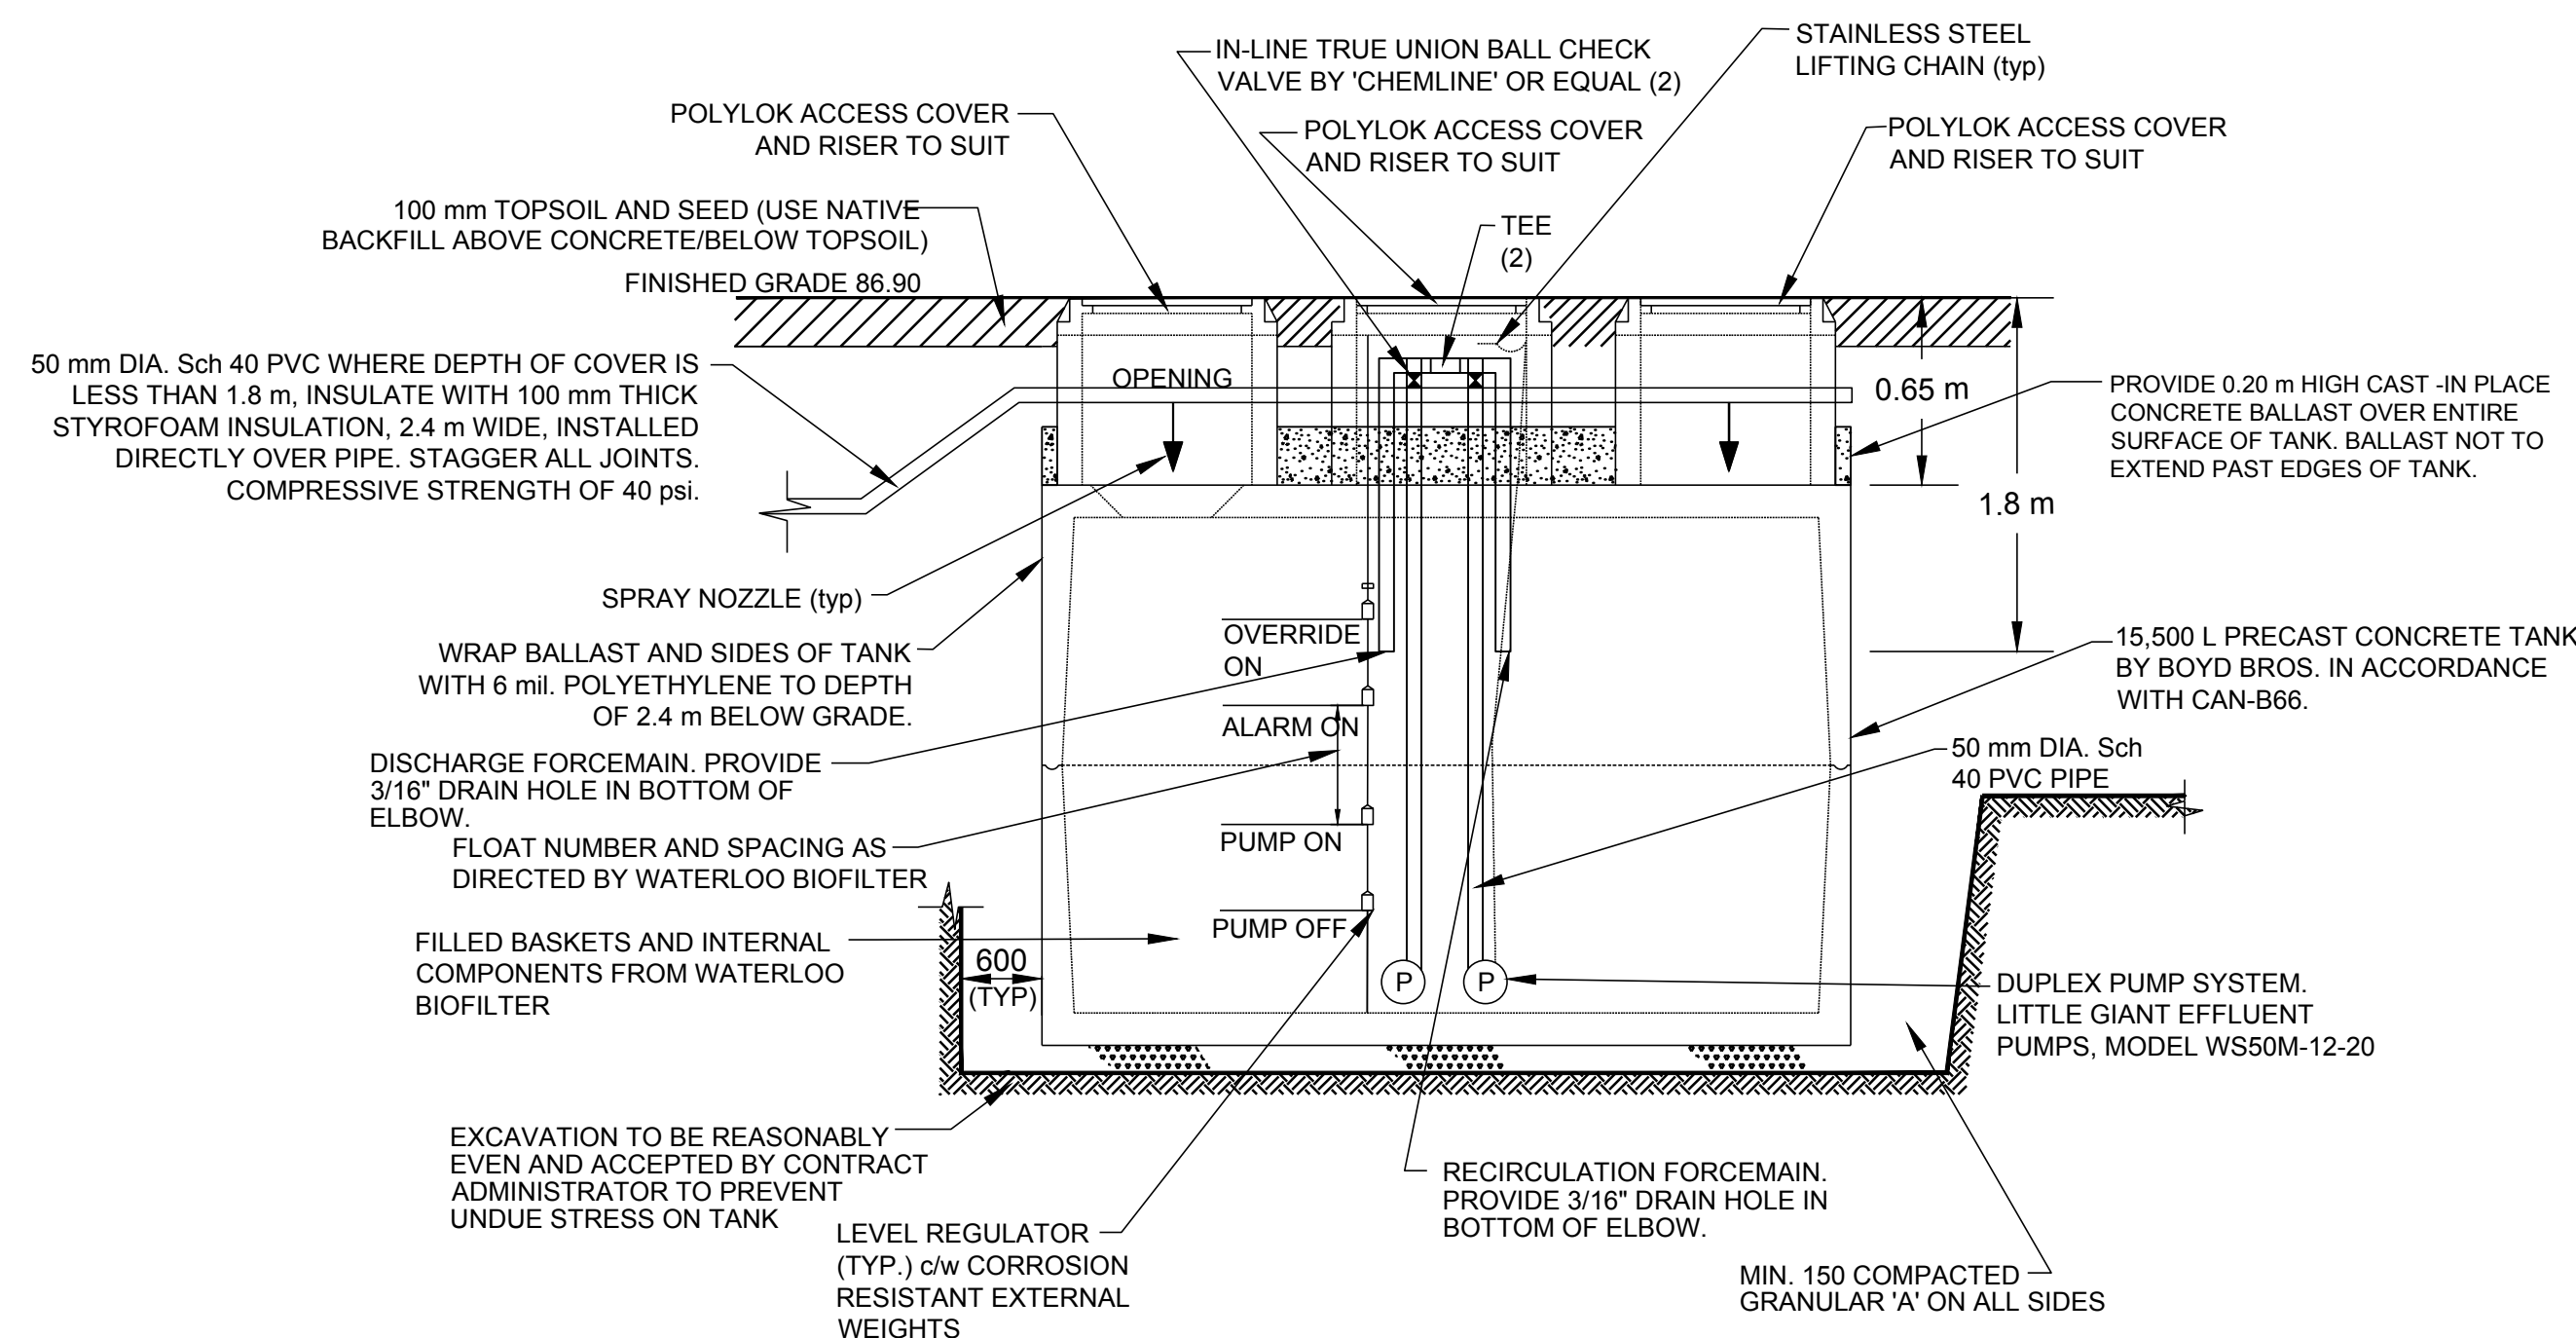 IN-LINE TRUE UNION BALL CHECK
VALVE BY 'CHEMLINE' OR EQUAL (2)
STAINLESS STEEL
LIFTING CHAIN (typ)
POLYLOK ACCESS COVER
AND RISER TO SUIT
POLYLOK ACCESS COVER
AND RISER TO SUIT
POLYLOK ACCESS COVER
AND RISER TO SUIT
100 mm TOPSOIL AND SEED (USE NATIVE
BACKFILL ABOVE CONCRETE/BELOW TOPSOIL)
TEE
(2)
FINISHED GRADE 86.90
50 mm DIA. Sch 40 PVC WHERE DEPTH OF COVER IS
LESS THAN 1.8 m, INSULATE WITH 100 mm THICK
STYROFOAM INSULATION, 2.4 m WIDE, INSTALLED
DIRECTLY OVER PIPE. STAGGER ALL JOINTS.
COMPRESSIVE STRENGTH OF 40 psi.
OPENING
0.65 m
PROVIDE 0.20 m HIGH CAST -IN PLACE
CONCRETE BALLAST OVER ENTIRE
SURFACE OF TANK. BALLAST NOT TO
EXTEND PAST EDGES OF TANK.
1.8 m
SPRAY NOZZLE (typ)
WRAP BALLAST AND SIDES OF TANK
WITH 6 mil. POLYETHYLENE TO DEPTH
OF 2.4 m BELOW GRADE.
OVERRIDE
ON
15,500 L PRECAST CONCRETE TANK
BY BOYD BROS. IN ACCORDANCE
WITH CAN-B66.
ALARM ON
DISCHARGE FORCEMAIN. PROVIDE
3/16" DRAIN HOLE IN BOTTOM OF
ELBOW.
50 mm DIA. Sch
40 PVC PIPE
FLOAT NUMBER AND SPACING AS
DIRECTED BY WATERLOO BIOFILTER
PUMP ON
PUMP OFF
FILLED BASKETS AND INTERNAL
COMPONENTS FROM WATERLOO
BIOFILTER
600
(TYP)
P
P
DUPLEX PUMP SYSTEM.
LITTLE GIANT EFFLUENT
PUMPS, MODEL WS50M-12-20
EXCAVATION TO BE REASONABLY
EVEN AND ACCEPTED BY CONTRACT
ADMINISTRATOR TO PREVENT
UNDUE STRESS ON TANK
RECIRCULATION FORCEMAIN.
PROVIDE 3/16" DRAIN HOLE IN
BOTTOM OF ELBOW.
LEVEL REGULATOR
(TYP.) c/w CORROSION
RESISTANT EXTERNAL
WEIGHTS
MIN. 150 COMPACTED
GRANULAR 'A' ON ALL SIDES